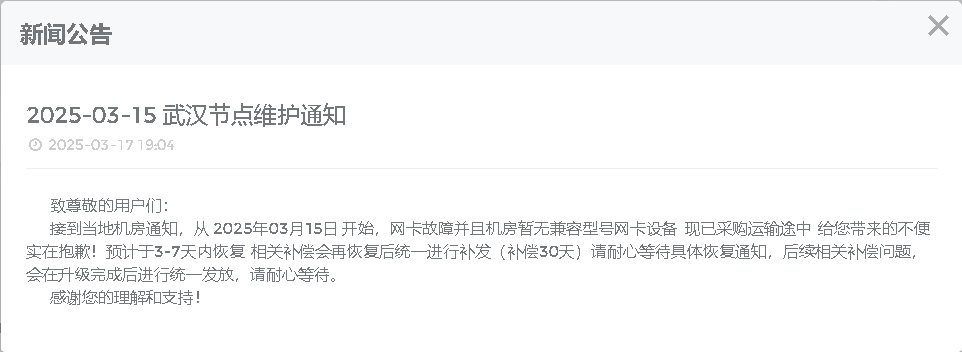 新闻公告
2025-03-15 武汉节点维护通知
2025-03-17 19:04
致尊敬的用户们：
接到当地机房通知，从 2025年03月15日 开始，网卡故障并且机房暂无兼容型号网卡设备 现已采购运输途中 给您带来的不便
实在抱歉！预计于3-7天内恢复 相关补偿会再恢复后统一进行补发（补偿30天）请耐心等待具体恢复通知，后续相关补偿问题，
会在升级完成后进行统一发放，请耐心等待。
感谢您的理解和支持！